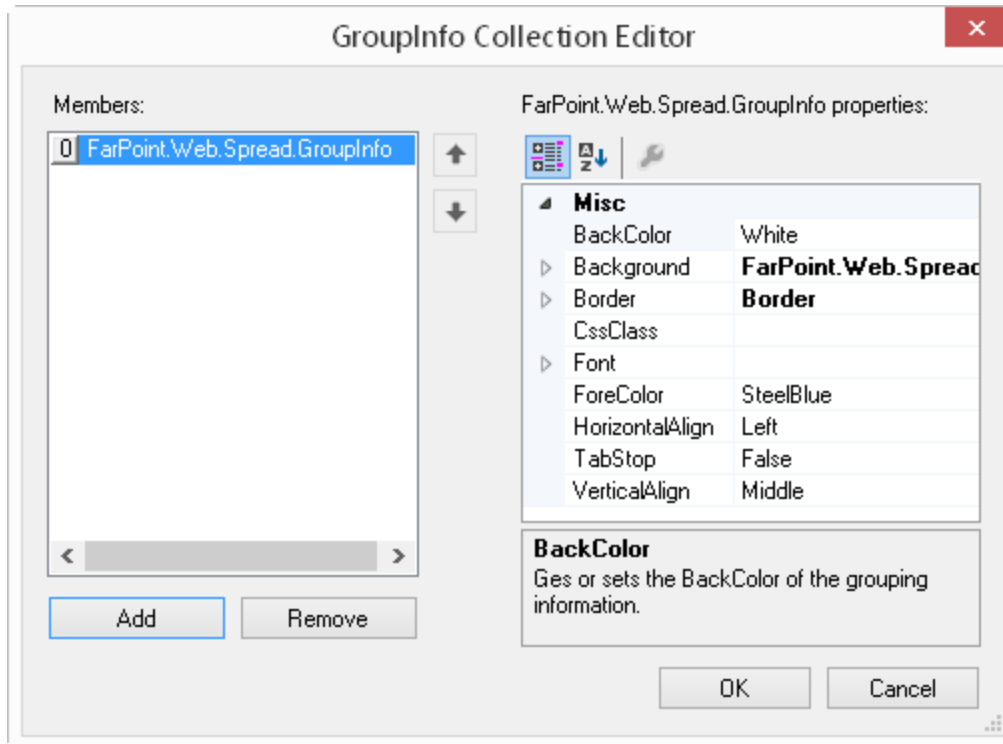 GroupInfo Collection Editor
Members:
0 FarPoint.Web.Spread.GroupInfo
Add
Remove
FarPoint.Web.Spread.GroupInfo properties:
Misc
BackColor White
Background FarPoint.Web.Spread
Border Border
CssClass
Font
ForeColor SteelBlue
HorizontalAlign Left
TabStop False
VerticalAlign Middle
BackColor
Ges or sets the BackColor of the grouping
information.
OK
Cancel